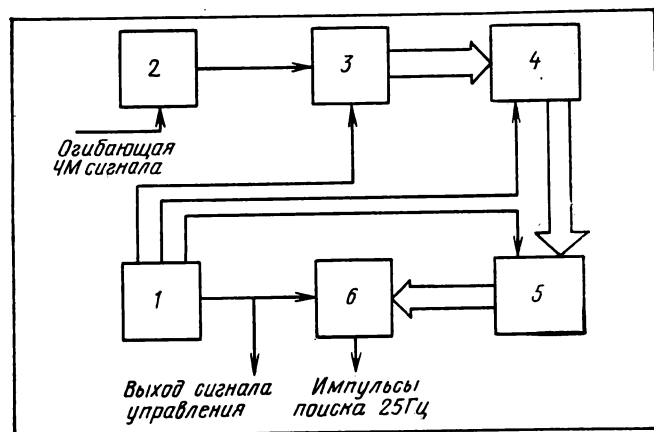 2
3
4
Огибающая
ЧМ сигнала
1
6
5
Выход сигнала
управления
Импульсы
поиска 25Гц